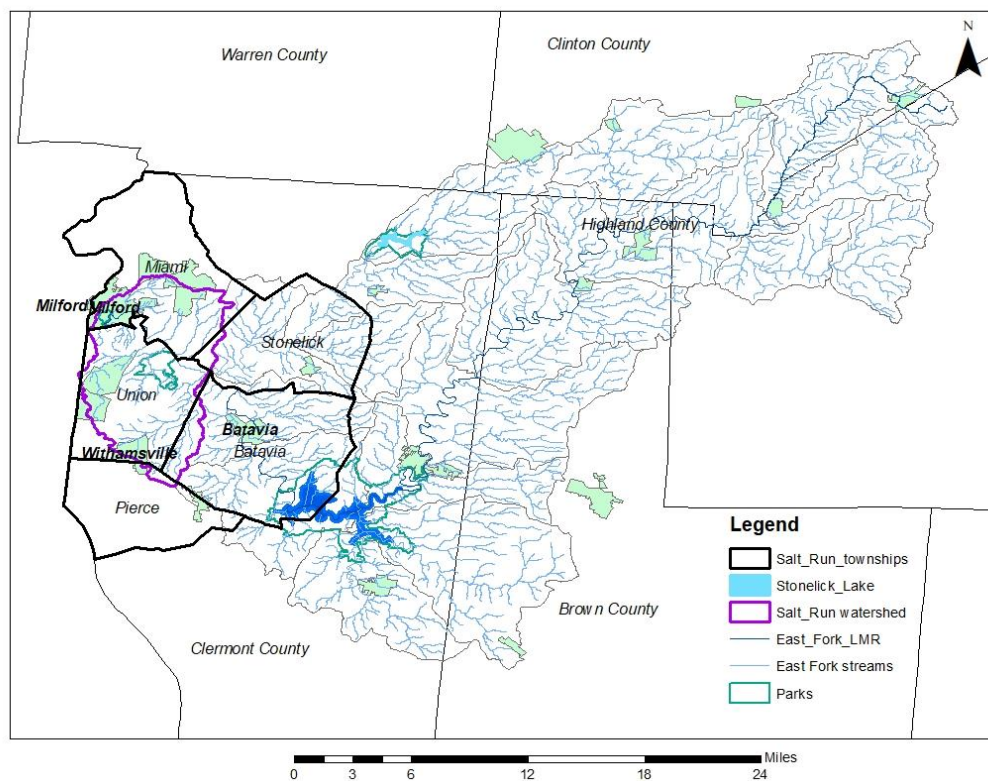 Warren County
Clinton County
N
Highland County
Miami
Milford
Milford
Stonelick
Union
Batavia
Batavia
Withamsville
Pierce
Clermont County
Brown County
Legend
Salt_Run_townships
Stonelick_Lake
Salt_Run watershed
East_Fork_LMR
East Fork streams
Parks
Miles
0 3 6 12 18 24